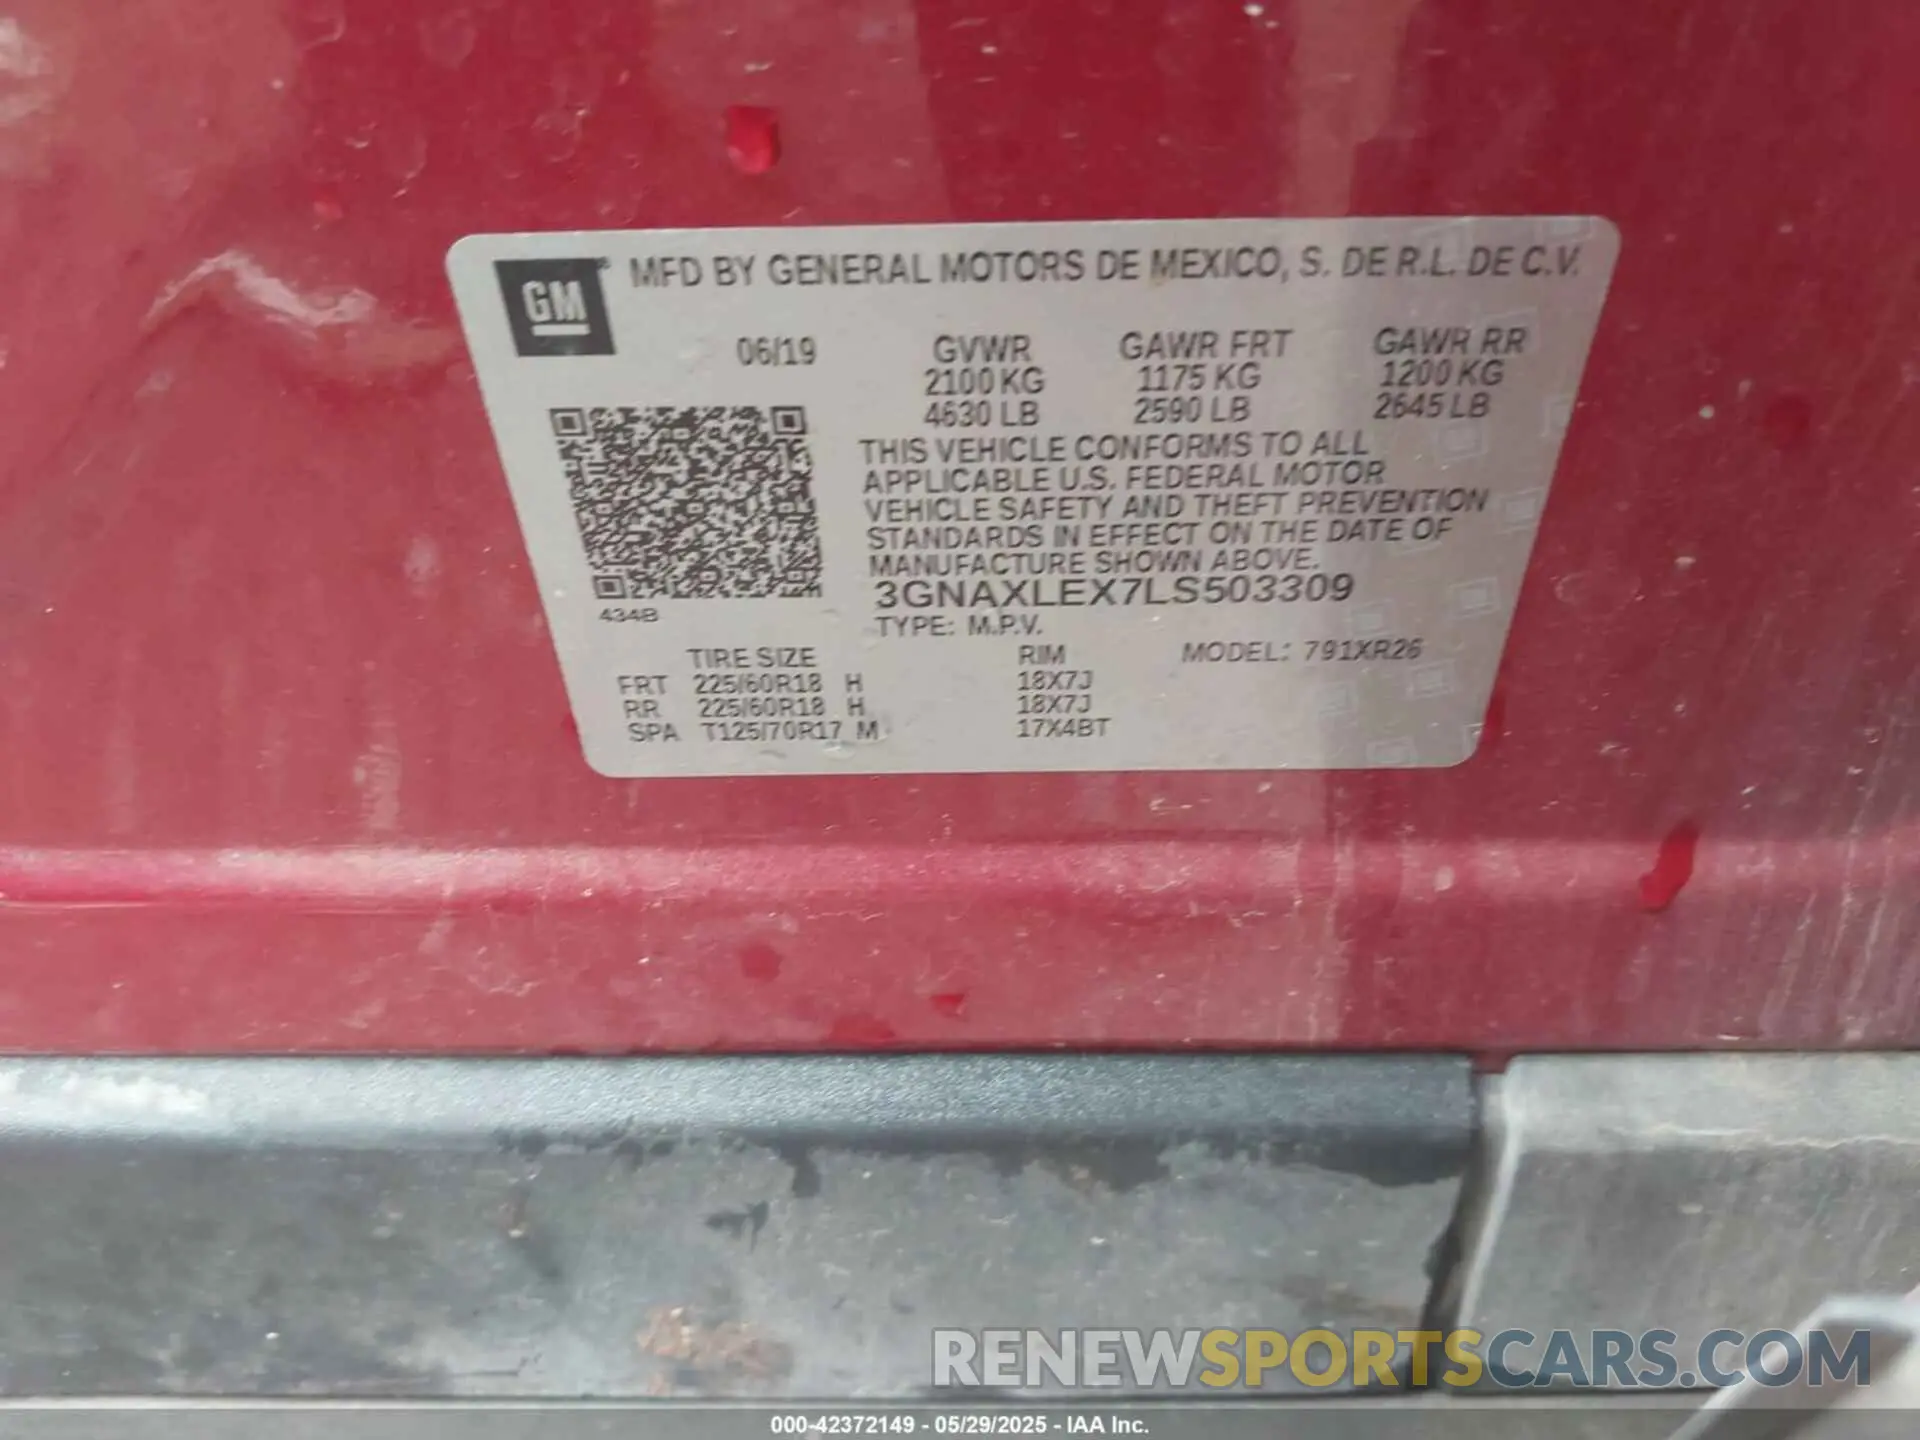 GM® MFD BY GENERAL MOTORS DE MEXICO, S. DE R.L. DE C.V.
06/19 GVWR GAWR FRT GAWR RR
2100 KG 1175 KG 1200 KG
4630 LB 2590 LB 2645 LB
THIS VEHICLE CONFORMS TO ALL
APPLICABLE U.S. FEDERAL MOTOR
VEHICLE SAFETY AND THEFT PREVENTION
STANDARDS IN EFFECT ON THE DATE OF
MANUFACTURE SHOWN ABOVE.
3GNAXLEX7LS503309
434B
TYPE: M.P.V.
TIRE SIZE RIM MODEL: 791XR26
FRT 225/60R18 H 18X7J
RR 225/60R18 H 18X7J
SPA T125/70R17 M 17X4BT
RENEWSPORTSCARS.COM
000-42372149 - 05/29/2025 - IAA Inc.